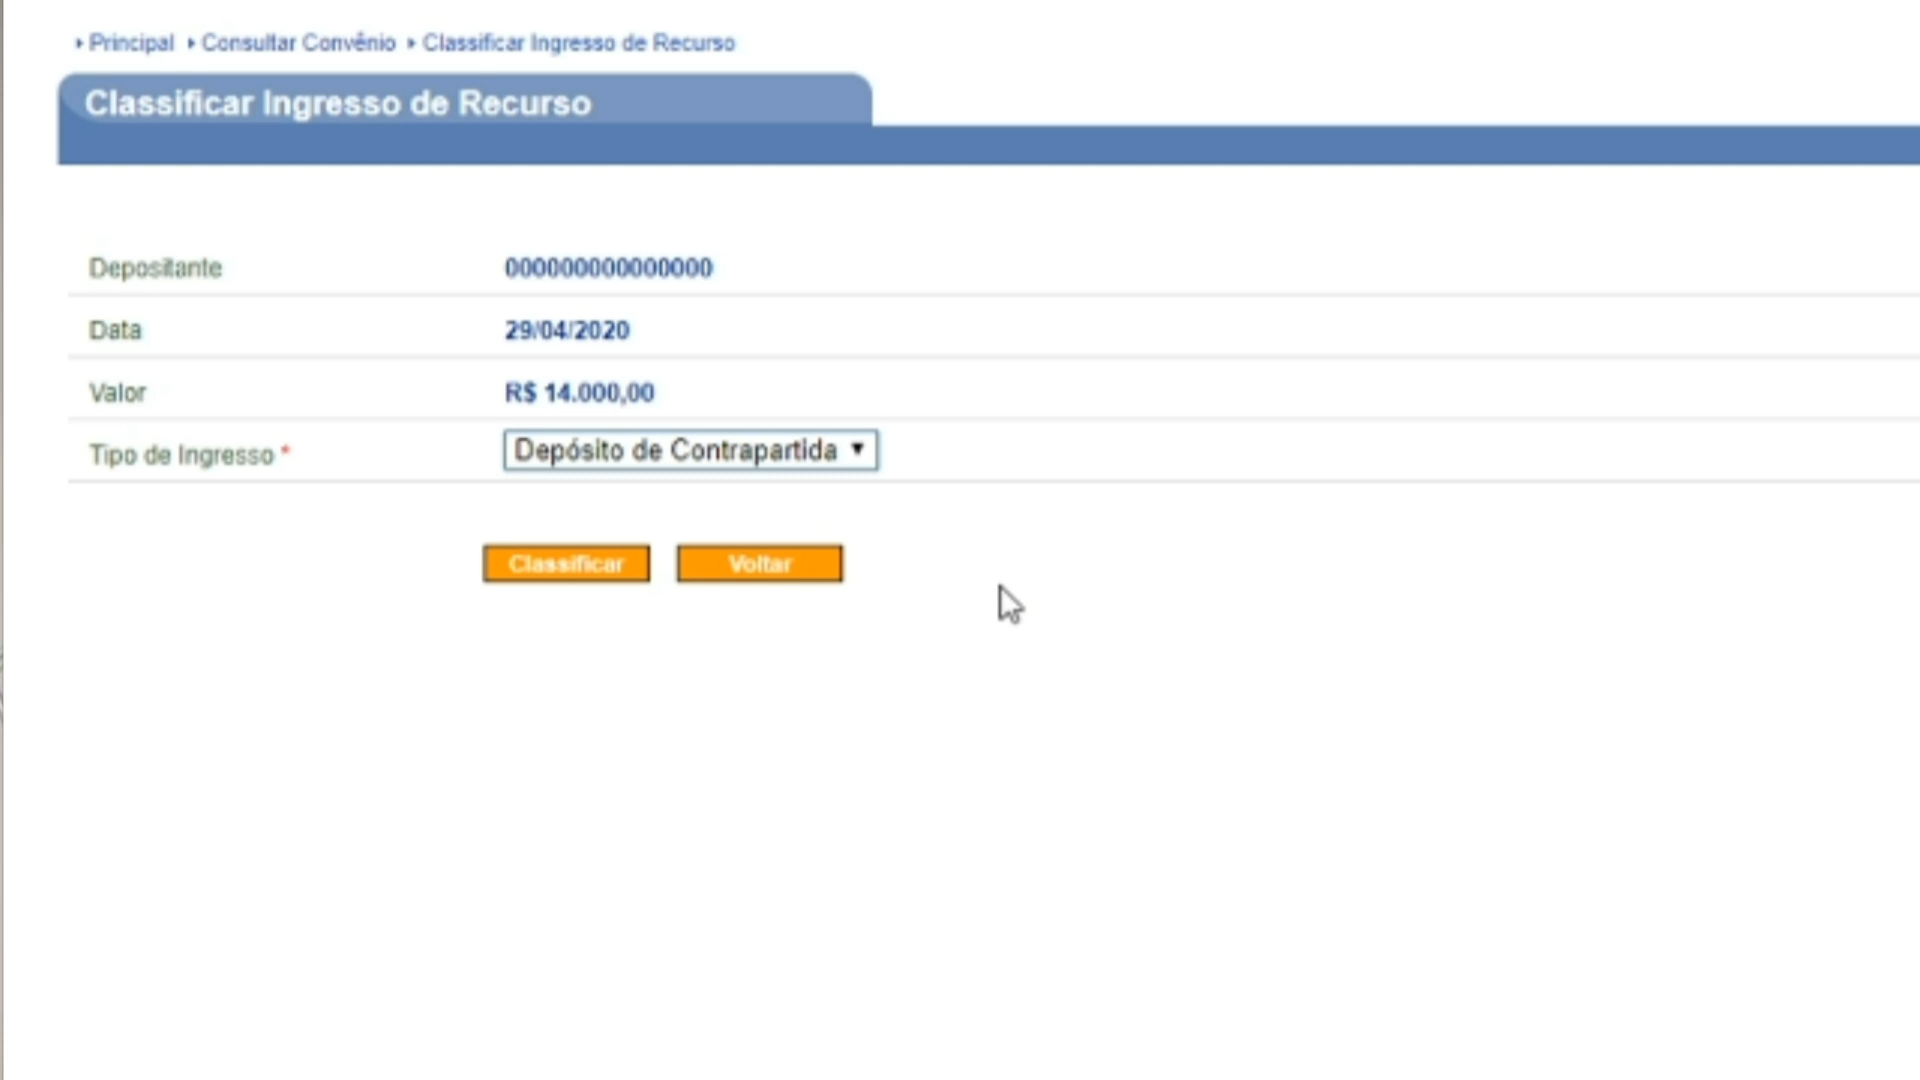 Principal Consultar Convênio Classificar Ingresso de Recurso
Classificar Ingresso de Recurso
Depositante 000000000000000
Data 29/04/2020
Valor R$ 14.000,00
Tipo de Ingresso * Depósito de Contrapartida
Classificar Voltar